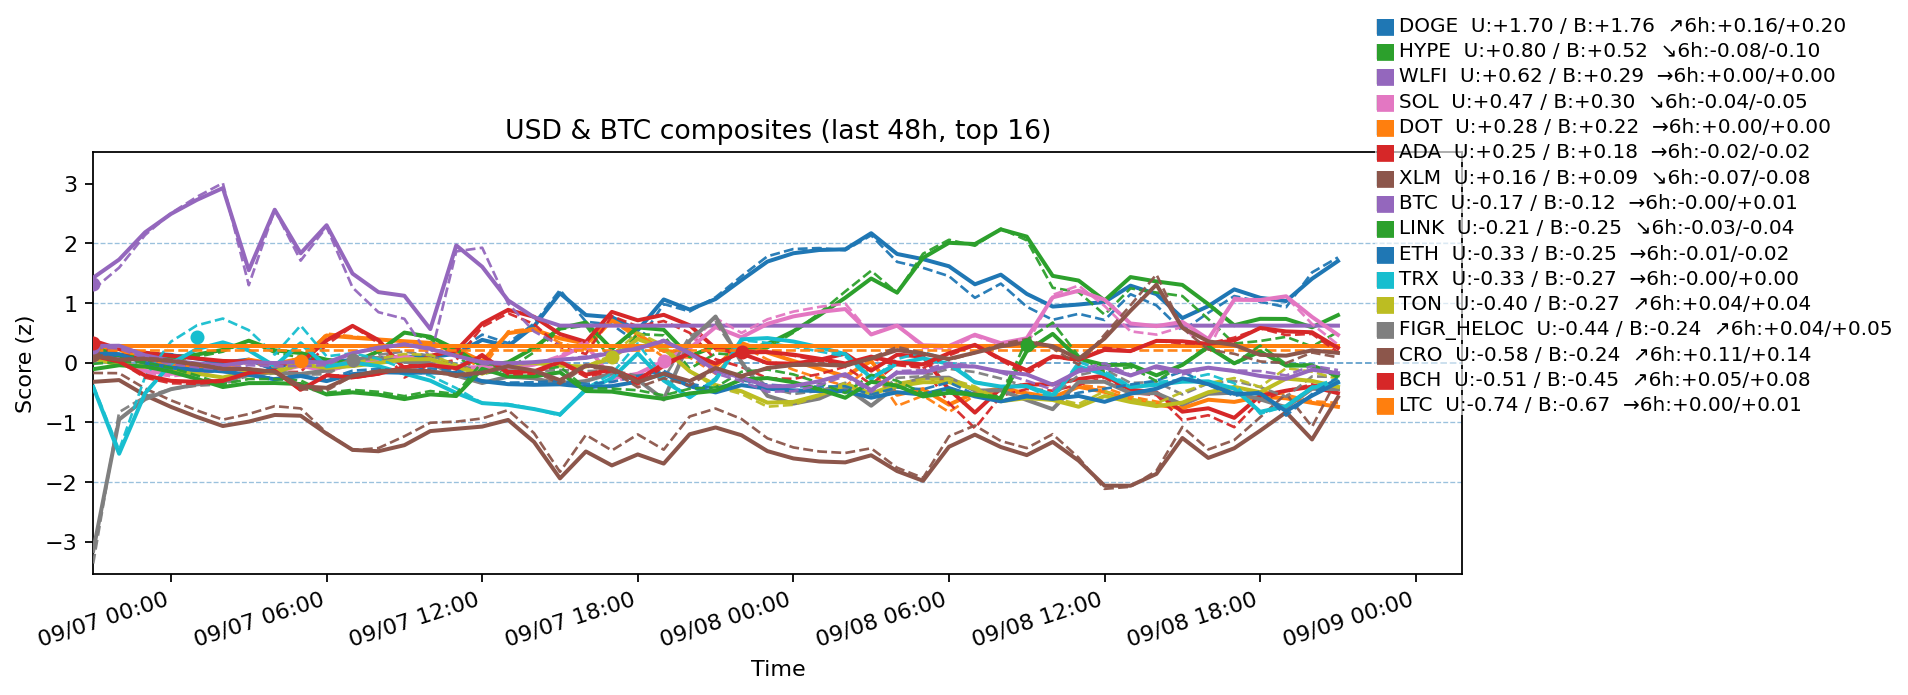 DOGE U:+1.70 / B:+1.76 ↗6h:+0.16/+0.20
HYPE U:+0.80 / B:+0.52 ↘6h:-0.08/-0.10
WLFI U:+0.62 / B:+0.29 →6h:+0.00/+0.00
SOL U:+0.47 / B:+0.30 ↘6h:-0.04/-0.05
DOT U:+0.28 / B:+0.22 →6h:+0.00/+0.00
ADA U:+0.25 / B:+0.18 →6h:-0.02/-0.02
XLM U:+0.16 / B:+0.09 ↘6h:-0.07/-0.08
BTC U:-0.17 / B:-0.12 →6h:-0.00/+0.01
LINK U:-0.21 / B:-0.25 ↘6h:-0.03/-0.04
ETH U:-0.33 / B:-0.25 →6h:-0.01/-0.02
TRX U:-0.33 / B:-0.27 →6h:-0.00/+0.00
TON U:-0.40 / B:-0.27 ↗6h:+0.04/+0.04
FIGR_HELOC U:-0.44 / B:-0.24 ↗6h:+0.04/+0.05
CRO U:-0.58 / B:-0.24 ↗6h:+0.11/+0.14
BCH U:-0.51 / B:-0.45 ↗6h:+0.05/+0.08
LTC U:-0.74 / B:-0.67 →6h:+0.00/+0.01
USD & BTC composites (last 48h, top 16)
Score (z)
3
2
1
0
−1
−2
−3
09/07 00:00
09/07 06:00
09/07 12:00
09/07 18:00
09/08 00:00
09/08 06:00
09/08 12:00
09/08 18:00
09/09 00:00
Time